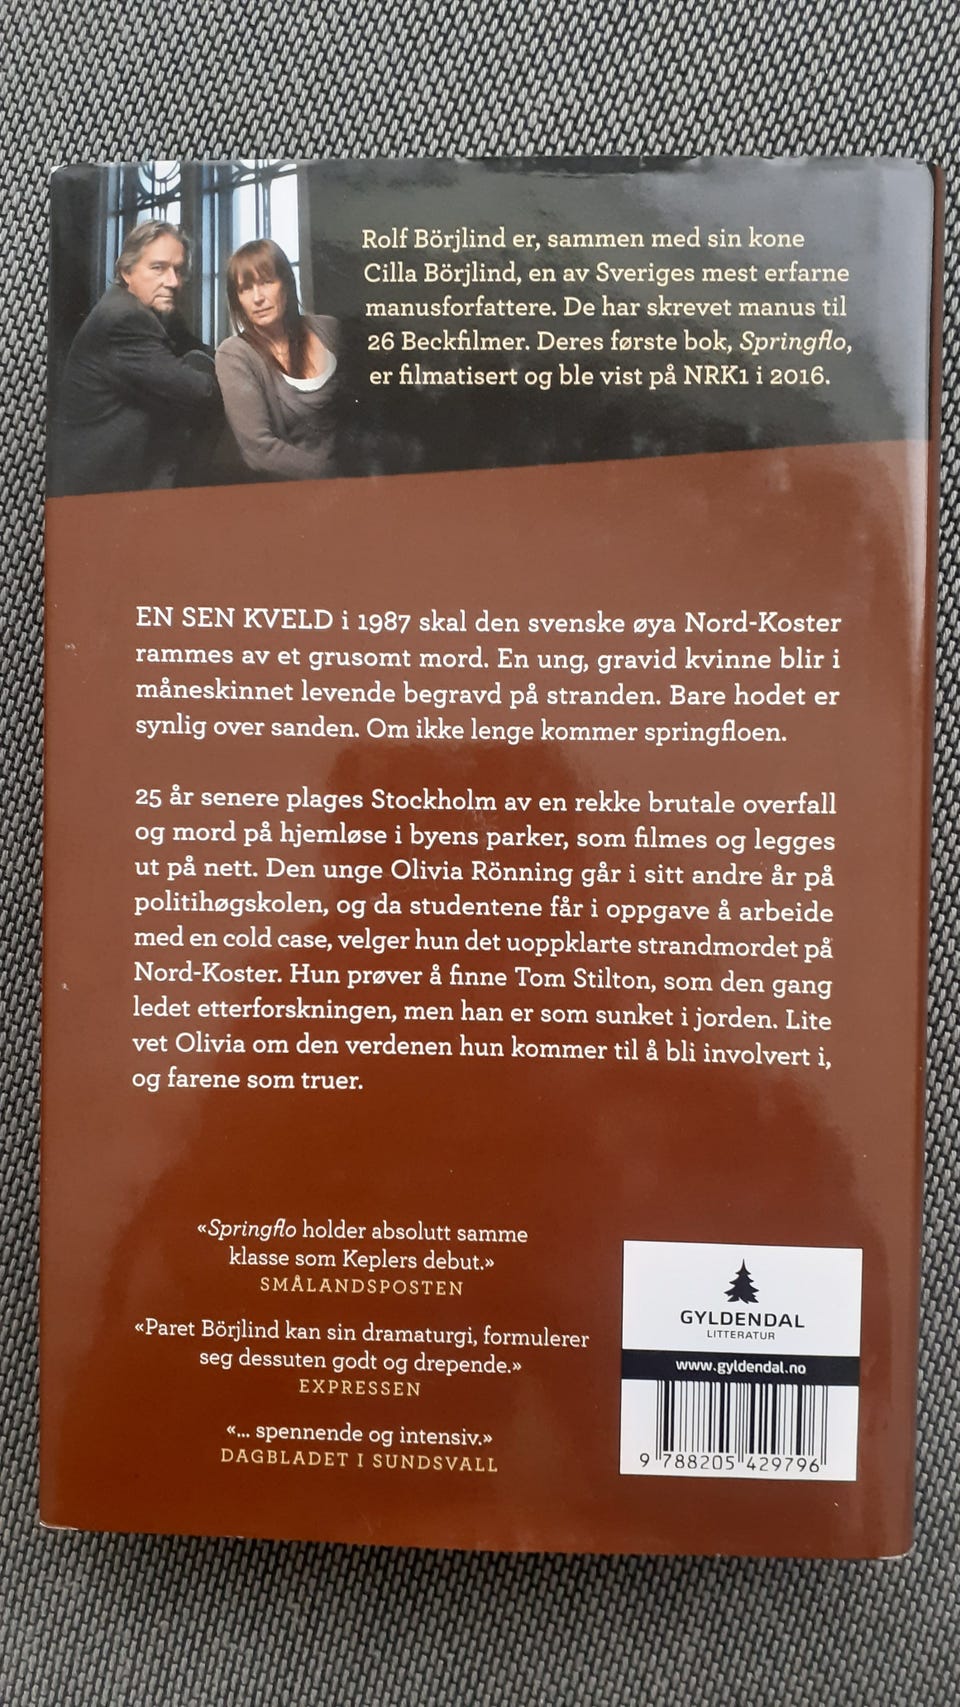 Rolf Börjlind er, sammen med sin kone
Cilla Börjlind, en av Sveriges mest erfarne
manusforfattere. De har skrevet manus til
26 Beckfilmer. Deres første bok, Springflo,
er filmatisert og ble vist på NRK1 i 2016.
EN SEN KVELD i 1987 skal den svenske øya Nord-Koster
rammes av et grusomt mord. En ung, gravid kvinne blir i
måneskinnet levende begravd på stranden. Bare hodet er
synlig over sanden. Om ikke lenge kommer springfloen.
25 år senere plages Stockholm av en rekke brutale overfall
og mord på hjemløse i byens parker, som filmes og legges
ut på nett. Den unge Olivia Rönning går i sitt andre år på
politihøgskolen, og da studentene får i oppgave å arbeide
med en cold case, velger hun det uoppklarte strandmordet på
Nord-Koster. Hun prøver å finne Tom Stilton, som den gang
ledet etterforskningen, men han er som sunket i jorden. Lite
vet Olivia om den verdenen hun kommer til å bli involvert i,
og farene som truer.
«Springflo holder absolutt samme
klasse som Keplers debut.»
SMÅLANDSPOSTEN
«Paret Börjlind kan sin dramaturgi, formulerer
seg dessuten godt og drepende.»
EXPRESSEN
«... spennende og intensiv.»
DAGBLADET I SUNDSVALL
GYLDENDAL
LITTERATUR
www.gyldendal.no
9 788205 429796